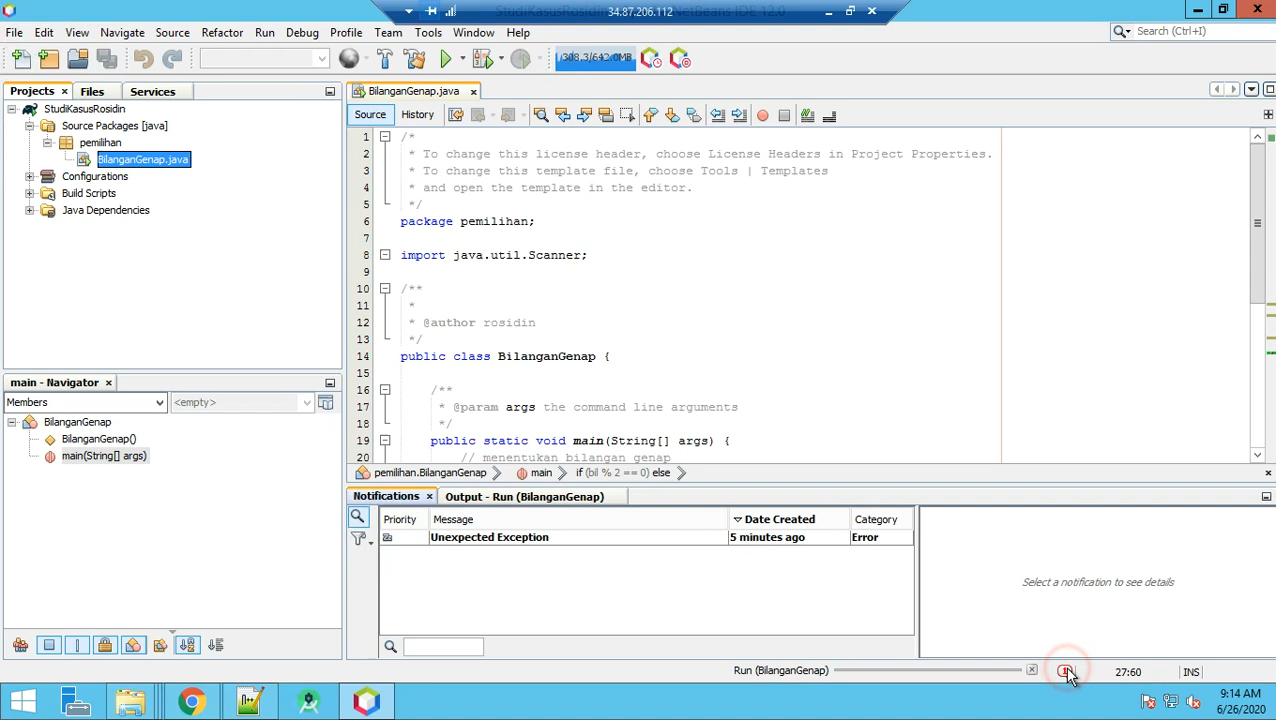 StudiKasusRosidin
34.87.206.112
NetBeans IDE 12.0
File Edit View Navigate Source Refactor Run Debug Profile Team Tools Window Help
Search (Ctrl+I)
308.3/642.0MB
Projects Files Services
BilanganGenap.java
StudiKasusRosidin
Source Packages [java]
pemilihan
BilanganGenap.java
Configurations
Build Scripts
Java Dependencies
Source History
1 /*
2 * To change this license header, choose License Headers in Project Properties.
3 * To change this template file, choose Tools | Templates
4 * and open the template in the editor.
5 */
6 package pemilihan;
7
8 import java.util.Scanner;
9
10 /**
11 *
12 * @author rosidin
13 */
14 public class BilanganGenap {
15
16 /**
17 * @param args the command line arguments
18 */
19 public static void main(String[] args) {
20 // menentukan bilangan genap
main - Navigator
Members
<empty>
BilanganGenap
BilanganGenap()
main(String[] args)
pemilihan.BilanganGenap main if (bil % 2 == 0) else
Notifications Output - Run (BilanganGenap)
Priority Message Date Created Category
Unexpected Exception 5 minutes ago Error
Select a notification to see details
Run (BilanganGenap)
27:60 INS
9:14 AM
6/26/2020